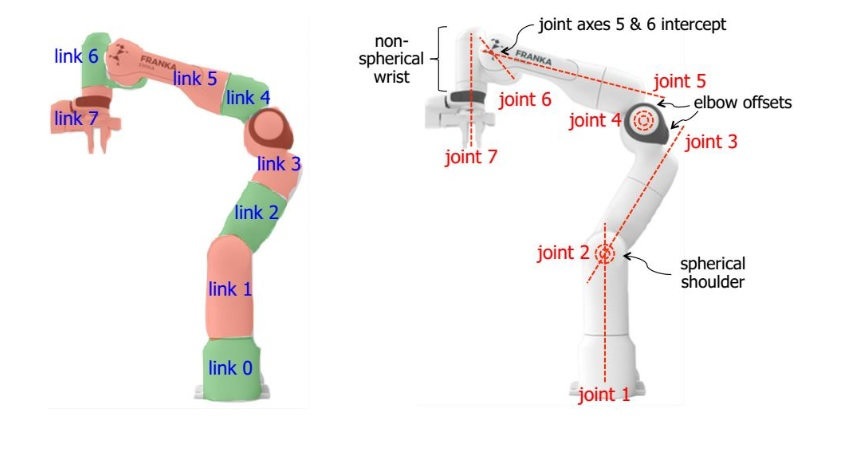 link 6
FRANKA
link 5
link 4
link 7
link 3
link 2
link 1
link 0
joint axes 5 & 6 intercept
non-
spherical
wrist
FRANKA
joint 5
joint 6
elbow offsets
joint 4
joint 3
joint 7
joint 2
spherical
shoulder
joint 1